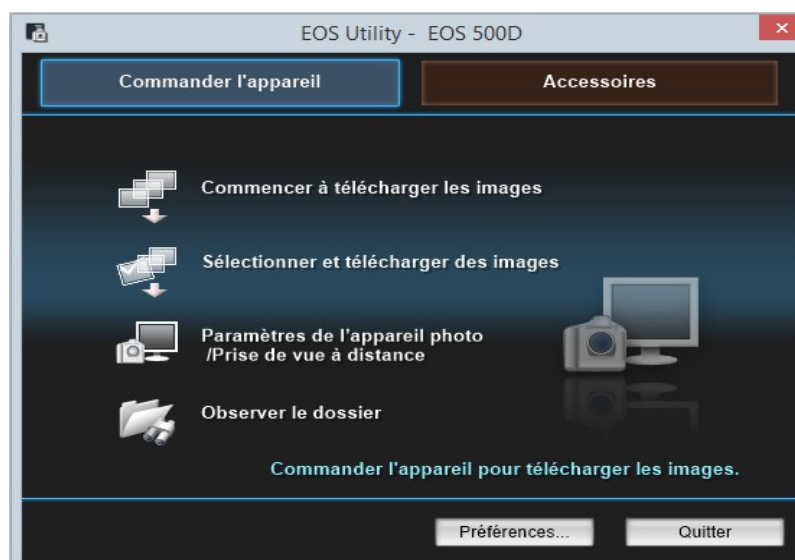 EOS Utility - EOS 500D
Commander l'appareil
Accessoires
Commencer à télécharger les images
Sélectionner et télécharger des images
Paramètres de l'appareil photo
/Prise de vue à distance
Observer le dossier
Commander l'appareil pour télécharger les images.
Préférences...
Quitter